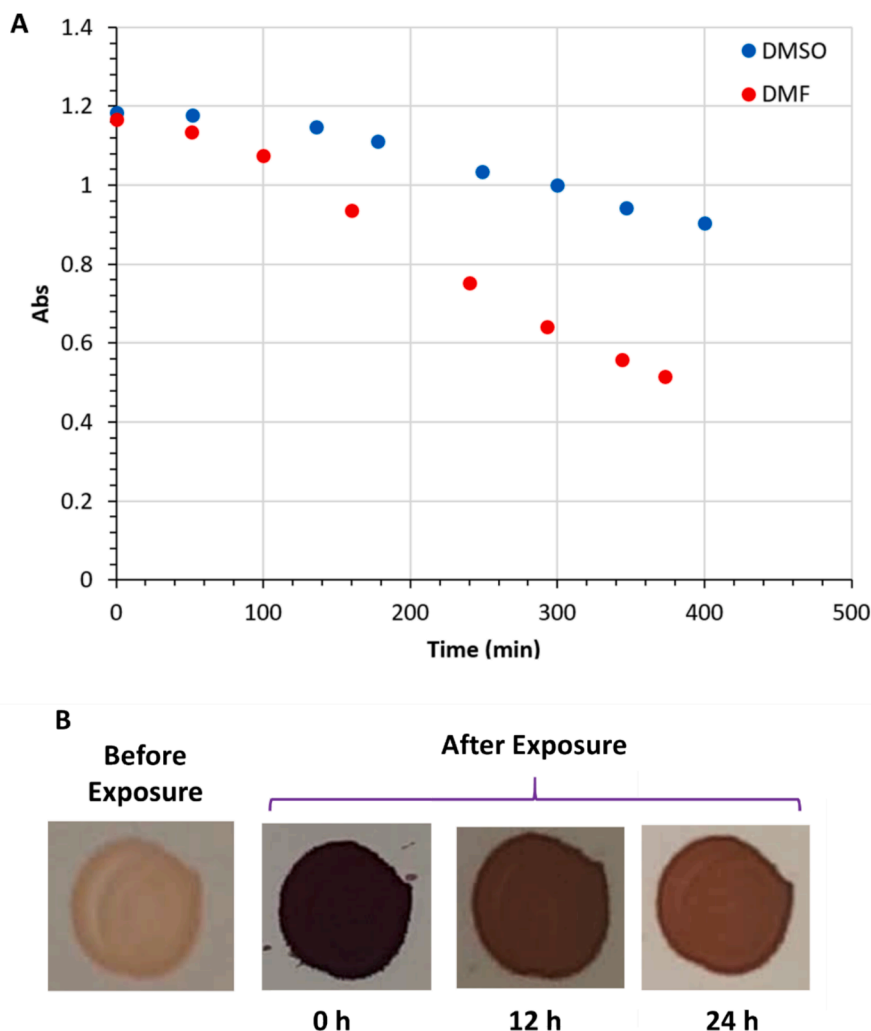 A
1.4
DMSO
DMF
1.2
1
0.8
0.6
0.4
0.2
0
Abs
0 100 200 300 400 500
Time (min)
B
Before
Exposure
After Exposure
0 h 12 h 24 h